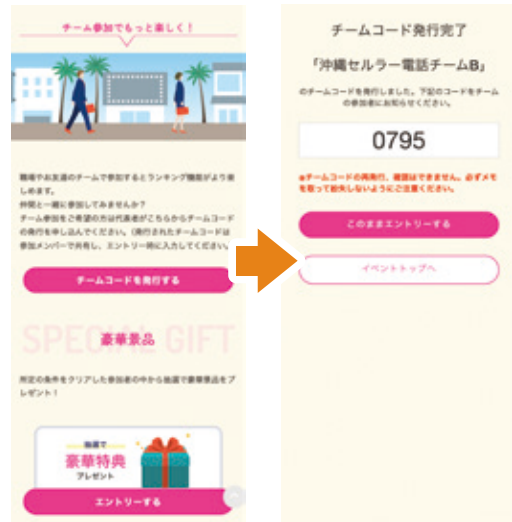 チーム参加でもっと楽しく！
職場やお友達のチームで参加するとランキング機能がより楽
しめます。
仲間と一緒に参加してみませんか？
チーム参加をご希望の方は代表者がこちらからチームコード
の発行を申し込んでください。（発行されたチームコードは
参加メンバーで共有し、エントリー時に入力してください。
チームコードを発行する
SPECIAL GIFT
豪華景品
所定の条件をクリアした参加者の中から抽選で豪華景品をプ
レゼント！
抽選で
豪華特典
プレゼント
エントリーする
チームコード発行完了
「沖縄セルラー電話チームB」
のチームコードを発行しました。下記のコードをチーム
の参加者にお知らせください。
0795
※チームコードの再発行、確認はできません。必ずメモ
を取って紛失しないようにご注意ください。
このままエントリーする
イベントトップへ